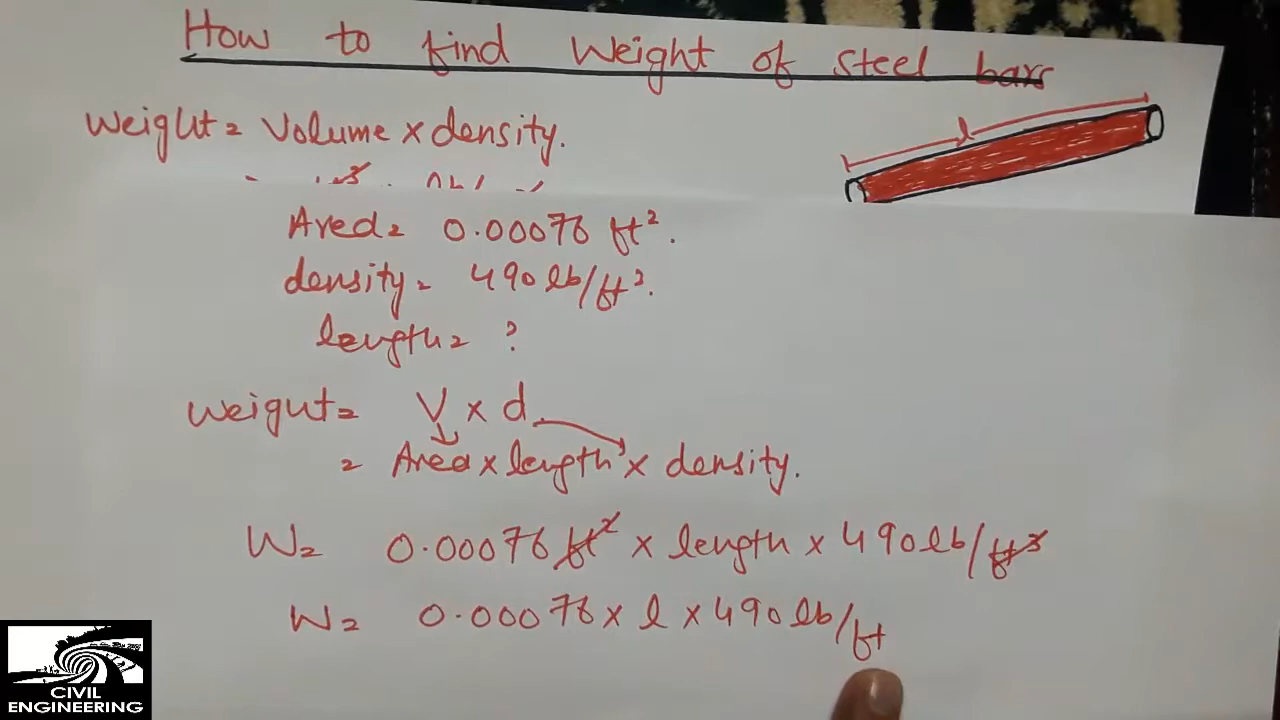 How to find Weight of steel bars
Weight = Volume × density.
Area = 0.00076 ft².
density = 490 lb/ft³.
length = ?
Weight = V × d
= Area × length × density.
W = 0.00076 ft² × length × 490 lb/ft³
W = 0.00076 × l × 490 lb/ft
CIVIL
ENGINEERING